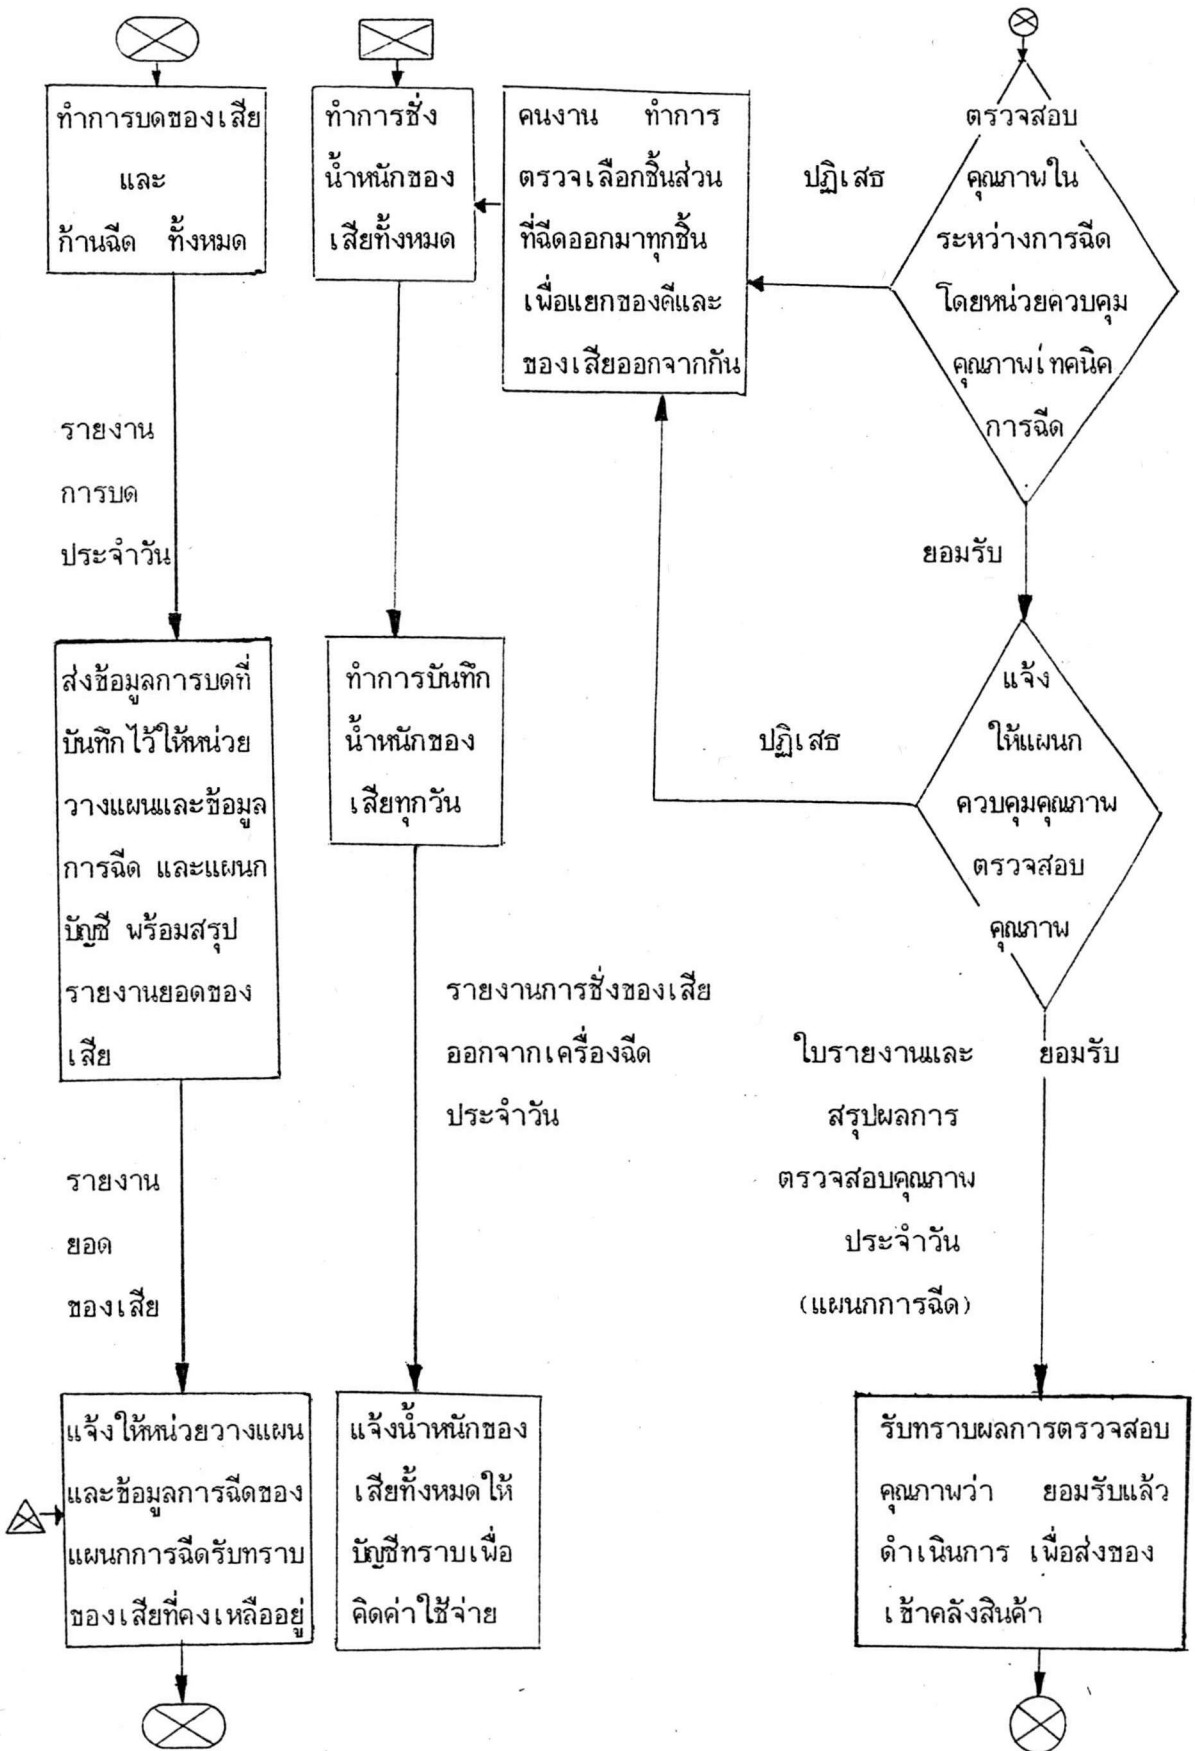 ทำการบดของเสีย
และ
ก้านฉีด ทั้งหมด
รายงาน
การบด
ประจำวัน
ส่งข้อมูลการบดที่
บันทึกไว้ให้หน่วย
วางแผนและข้อมูล
การฉีด และแผนก
บัญชี พร้อมสรุป
รายงานยอดของ
เสีย
รายงาน
ยอด
ของเสีย
แจ้งให้หน่วยวางแผน
และข้อมูลการฉีดของ
แผนกการฉีดรับทราบ
ของเสียที่คงเหลืออยู่
ทำการชั่ง
น้ำหนักของ
เสียทั้งหมด
ทำการบันทึก
น้ำหนักของ
เสียทุกวัน
รายงานการชั่งของเสีย
ออกจากเครื่องฉีด
ประจำวัน
แจ้งน้ำหนักของ
เสียทั้งหมดให้
บัญชีทราบเพื่อ
คิดค่าใช้จ่าย
คนงาน ทำการ
ตรวจเลือกชิ้นส่วน
ที่ฉีดออกมาทุกชิ้น
เพื่อแยกของดีและ
ของเสียออกจากกัน
ปฏิเสธ
ตรวจสอบ
คุณภาพใน
ระหว่างการฉีด
โดยหน่วยควบคุม
คุณภาพเทคนิค
การฉีด
ยอมรับ
ปฏิเสธ
แจ้ง
ให้แผนก
ควบคุมคุณภาพ
ตรวจสอบ
คุณภาพ
ยอมรับ
ใบรายงานและ
สรุปผลการ
ตรวจสอบคุณภาพ
ประจำวัน
(แผนกการฉีด)
รับทราบผลการตรวจสอบ
คุณภาพว่า ยอมรับแล้ว
ดำเนินการ เพื่อส่งของ
เข้าคลังสินค้า